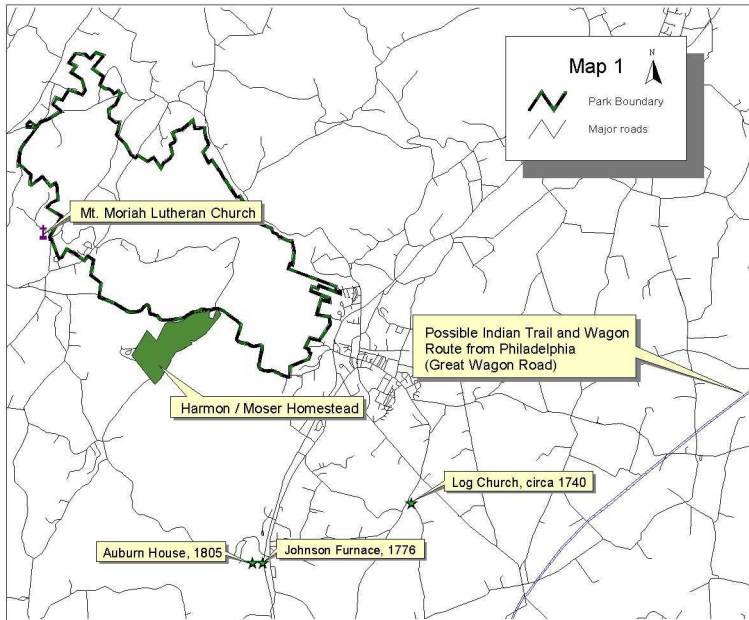 Map 1
N
Park Boundary
Major roads
Mt. Moriah Lutheran Church
Possible Indian Trail and Wagon
Route from Philadelphia
(Great Wagon Road)
Harmon / Moser Homestead
Log Church, circa 1740
Auburn House, 1805
Johnson Furnace, 1776